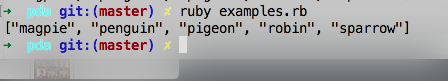 ➜ pda git:(master) ✗ ruby examples.rb
["magpie", "penguin", "pigeon", "robin", "sparrow"]
➜ pda git:(master) ✗